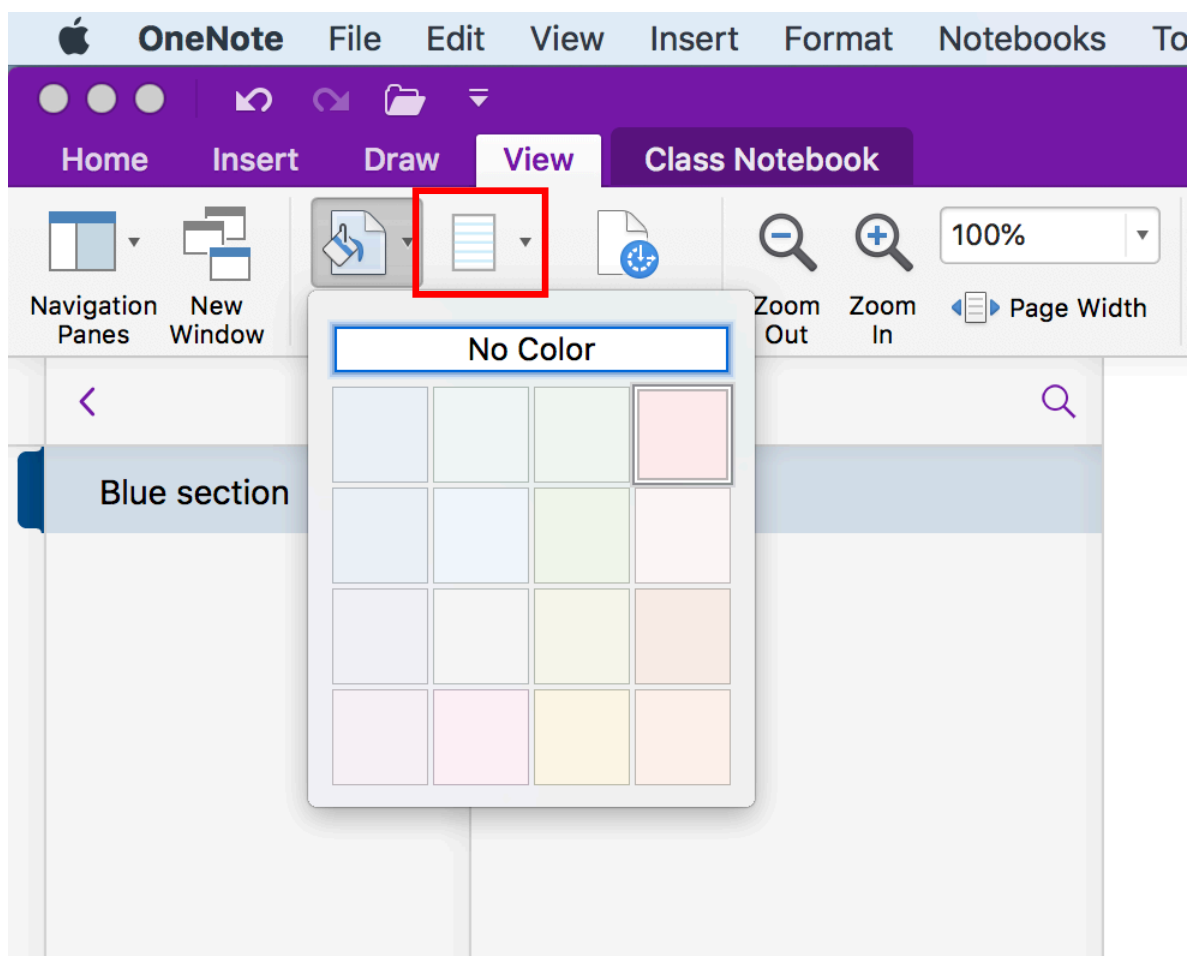 OneNote File Edit View Insert Format Notebooks To
Home Insert Draw View Class Notebook
100%
Navigation Panes
New Window
Zoom Out
Zoom In
Page Width
No Color
Blue section